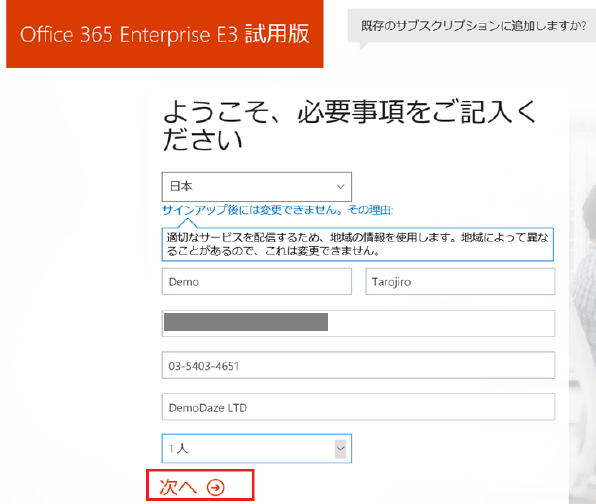 Office 365 Enterprise E3 試用版
既存のサブスクリプションに追加しますか?
ようこそ、必要事項をご記入く
ださい
日本
サインアップ後には変更できません。その理由:
適切なサービスを配信するため、地域の情報を使用します。地域によって異な
ることがあるので、これは変更できません。
Demo
Tarojiro
03-5403-4651
DemoDaze LTD
1人
次へ